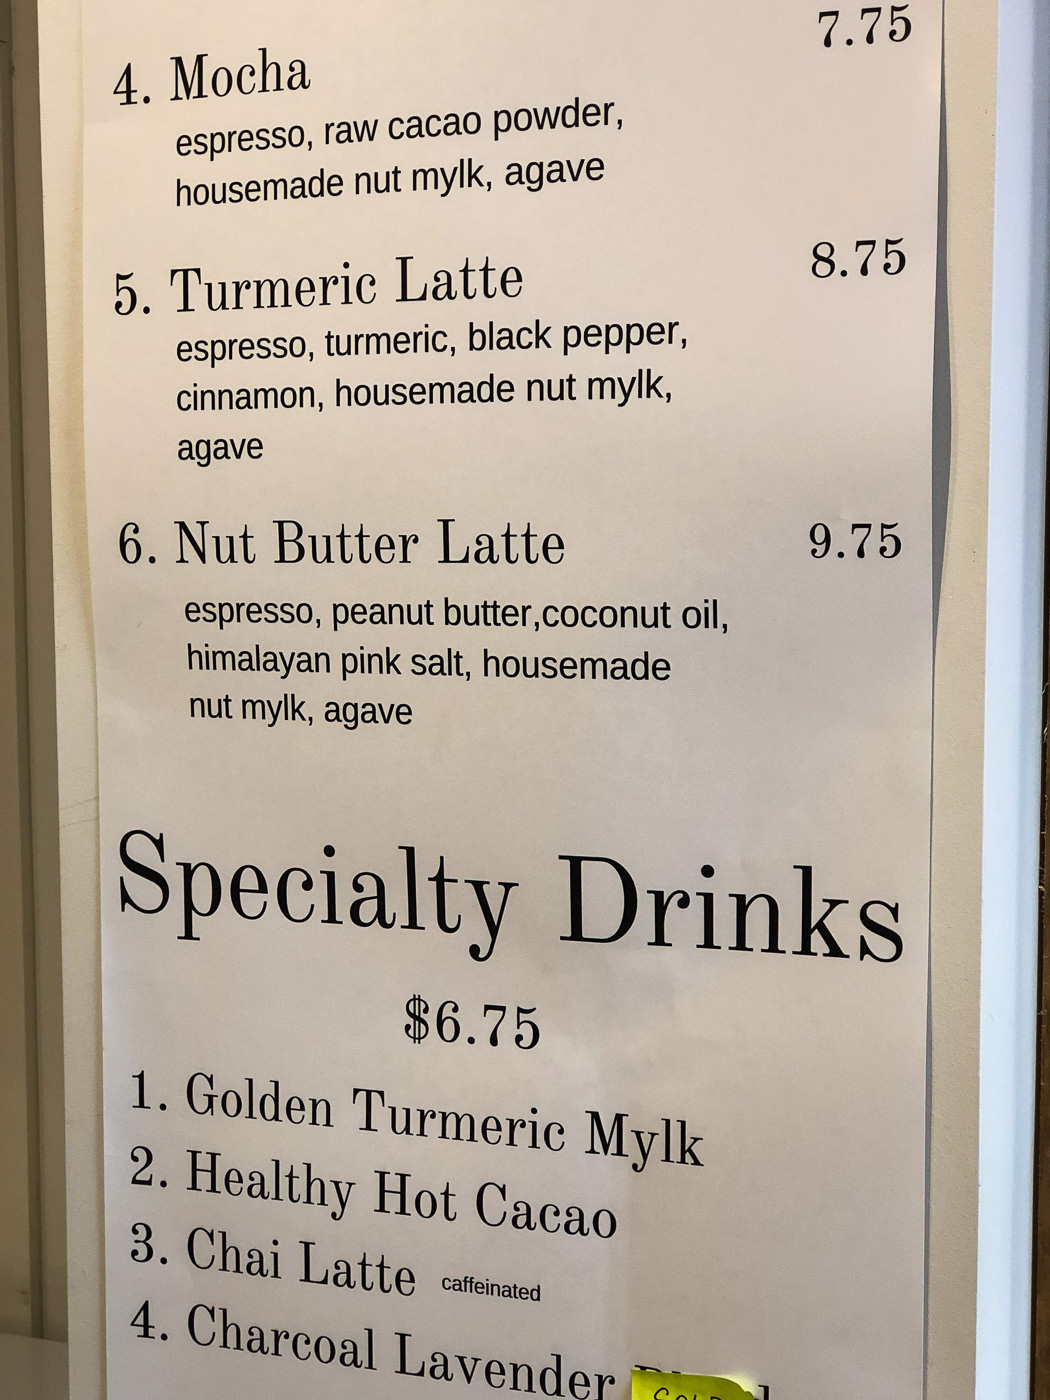 7.75
4. Mocha
espresso, raw cacao powder,
housemade nut mylk, agave
5. Turmeric Latte 8.75
espresso, turmeric, black pepper,
cinnamon, housemade nut mylk,
agave
6. Nut Butter Latte 9.75
espresso, peanut butter,coconut oil,
himalayan pink salt, housemade
nut mylk, agave
Specialty Drinks
$6.75
1. Golden Turmeric Mylk
2. Healthy Hot Cacao
3. Chai Latte caffeinated
4. Charcoal Lavender